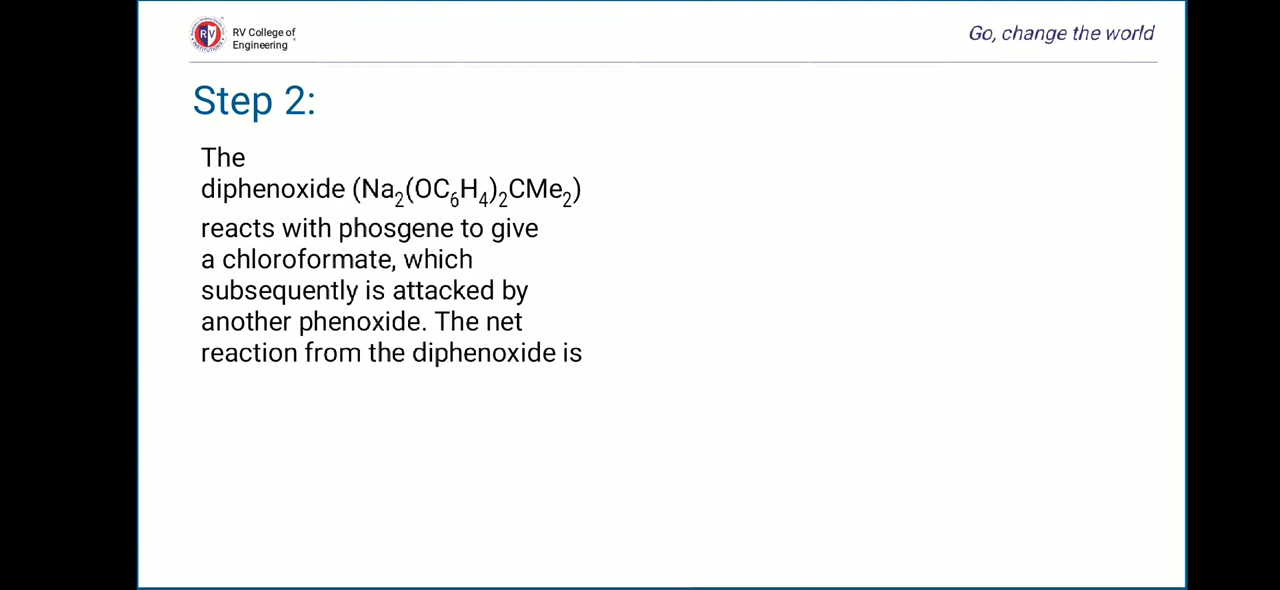 RV College of
Engineering
Go, change the world
Step 2:
The
diphenoxide (Na₂(OC₆H₄)₂CMe₂)
reacts with phosgene to give
a chloroformate, which
subsequently is attacked by
another phenoxide. The net
reaction from the diphenoxide is